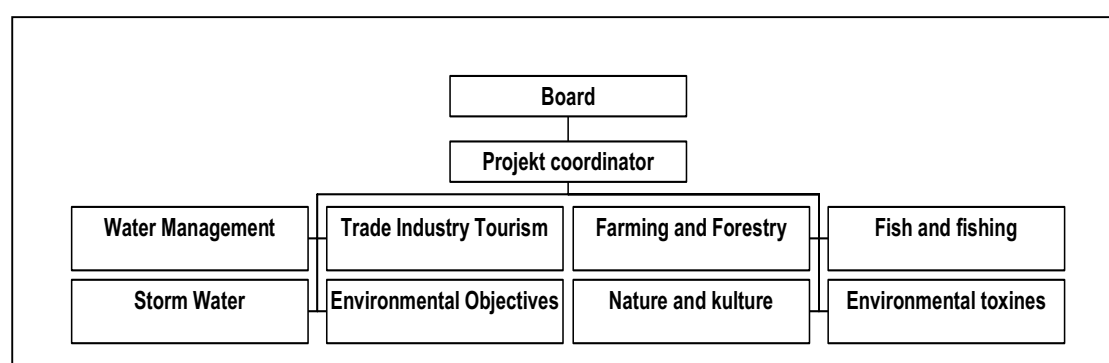 Board
Projekt coordinator
Water Management
Trade Industry Tourism
Farming and Forestry
Fish and fishing
Storm Water
Environmental Objectives
Nature and kulture
Environmental toxines